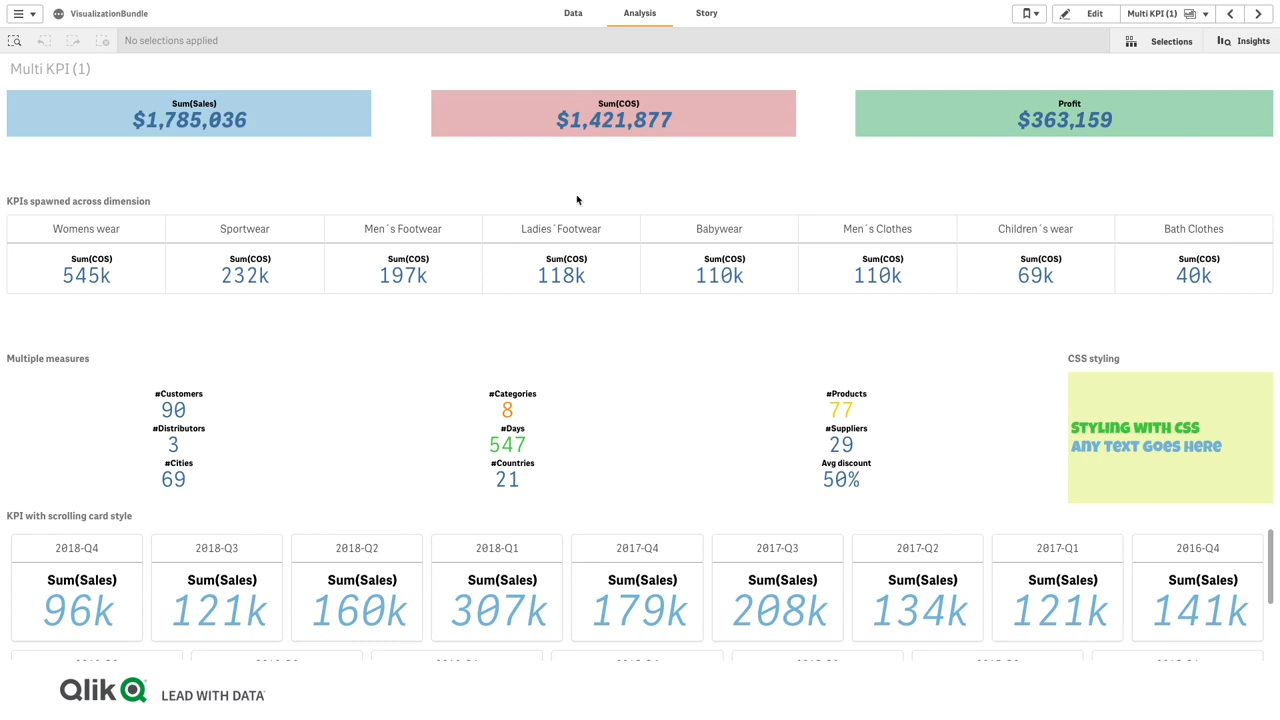 VisualizationBundle
Data
Analysis
Story
Edit
Multi KPI (1)
No selections applied
Selections
Insights
Multi KPI (1)
Sum(Sales)
$1,785,036
Sum(COS)
$1,421,877
Profit
$363,159
KPIs spawned across dimension
Womens wear
Sportwear
Men´s Footwear
Ladies´Footwear
Babywear
Men´s Clothes
Children´s wear
Bath Clothes
Sum(COS)
Sum(COS)
Sum(COS)
Sum(COS)
Sum(COS)
Sum(COS)
Sum(COS)
Sum(COS)
545k
232k
197k
118k
110k
110k
69k
40k
Multiple measures
CSS styling
#Customers
#Categories
#Products
90
8
77
#Distributors
#Days
#Suppliers
3
547
29
#Cities
#Countries
Avg discount
69
21
50%
STYLING WITH CSS
ANY TEXT GOES HERE
KPI with scrolling card style
2018-Q4
2018-Q3
2018-Q2
2018-Q1
2017-Q4
2017-Q3
2017-Q2
2017-Q1
2016-Q4
Sum(Sales)
Sum(Sales)
Sum(Sales)
Sum(Sales)
Sum(Sales)
Sum(Sales)
Sum(Sales)
Sum(Sales)
Sum(Sales)
96k
121k
160k
307k
179k
208k
134k
121k
141k
Qlik
LEAD WITH DATA